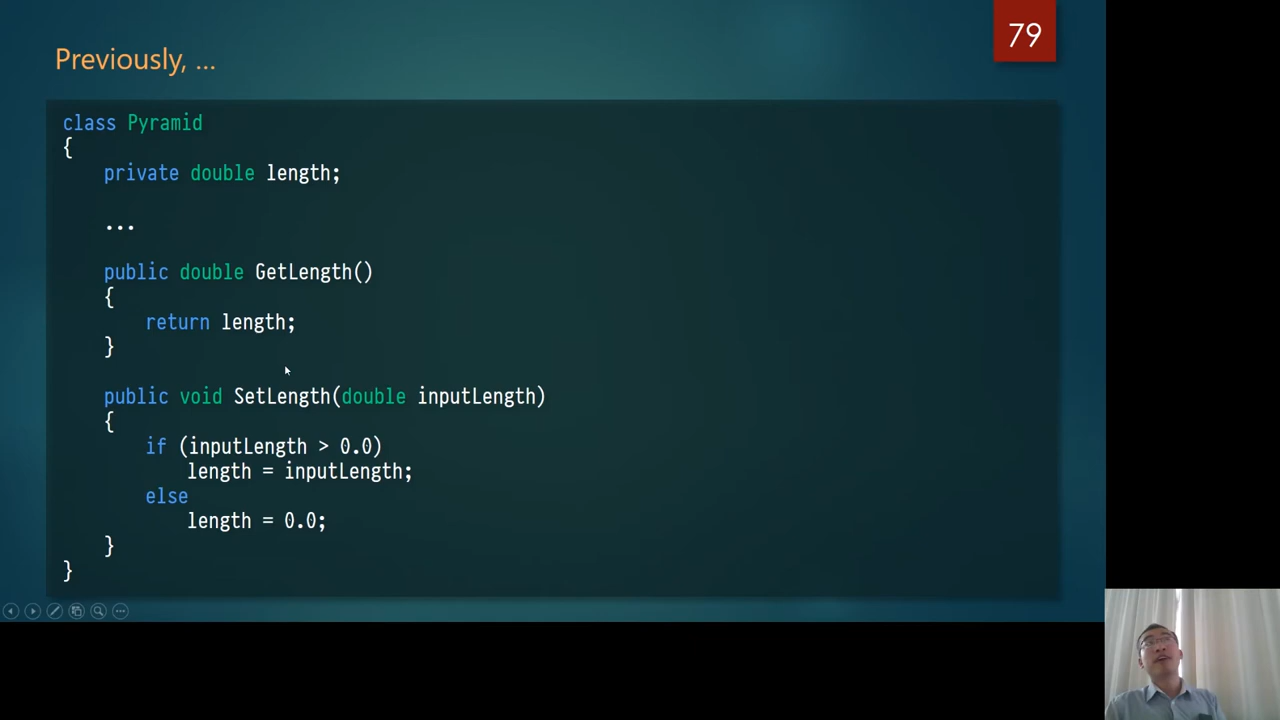 79
Previously, ...
class Pyramid
{
    private double length;
    ...
    public double GetLength()
    {
        return length;
    }
    public void SetLength(double inputLength)
    {
        if (inputLength > 0.0)
            length = inputLength;
        else
            length = 0.0;
    }
}